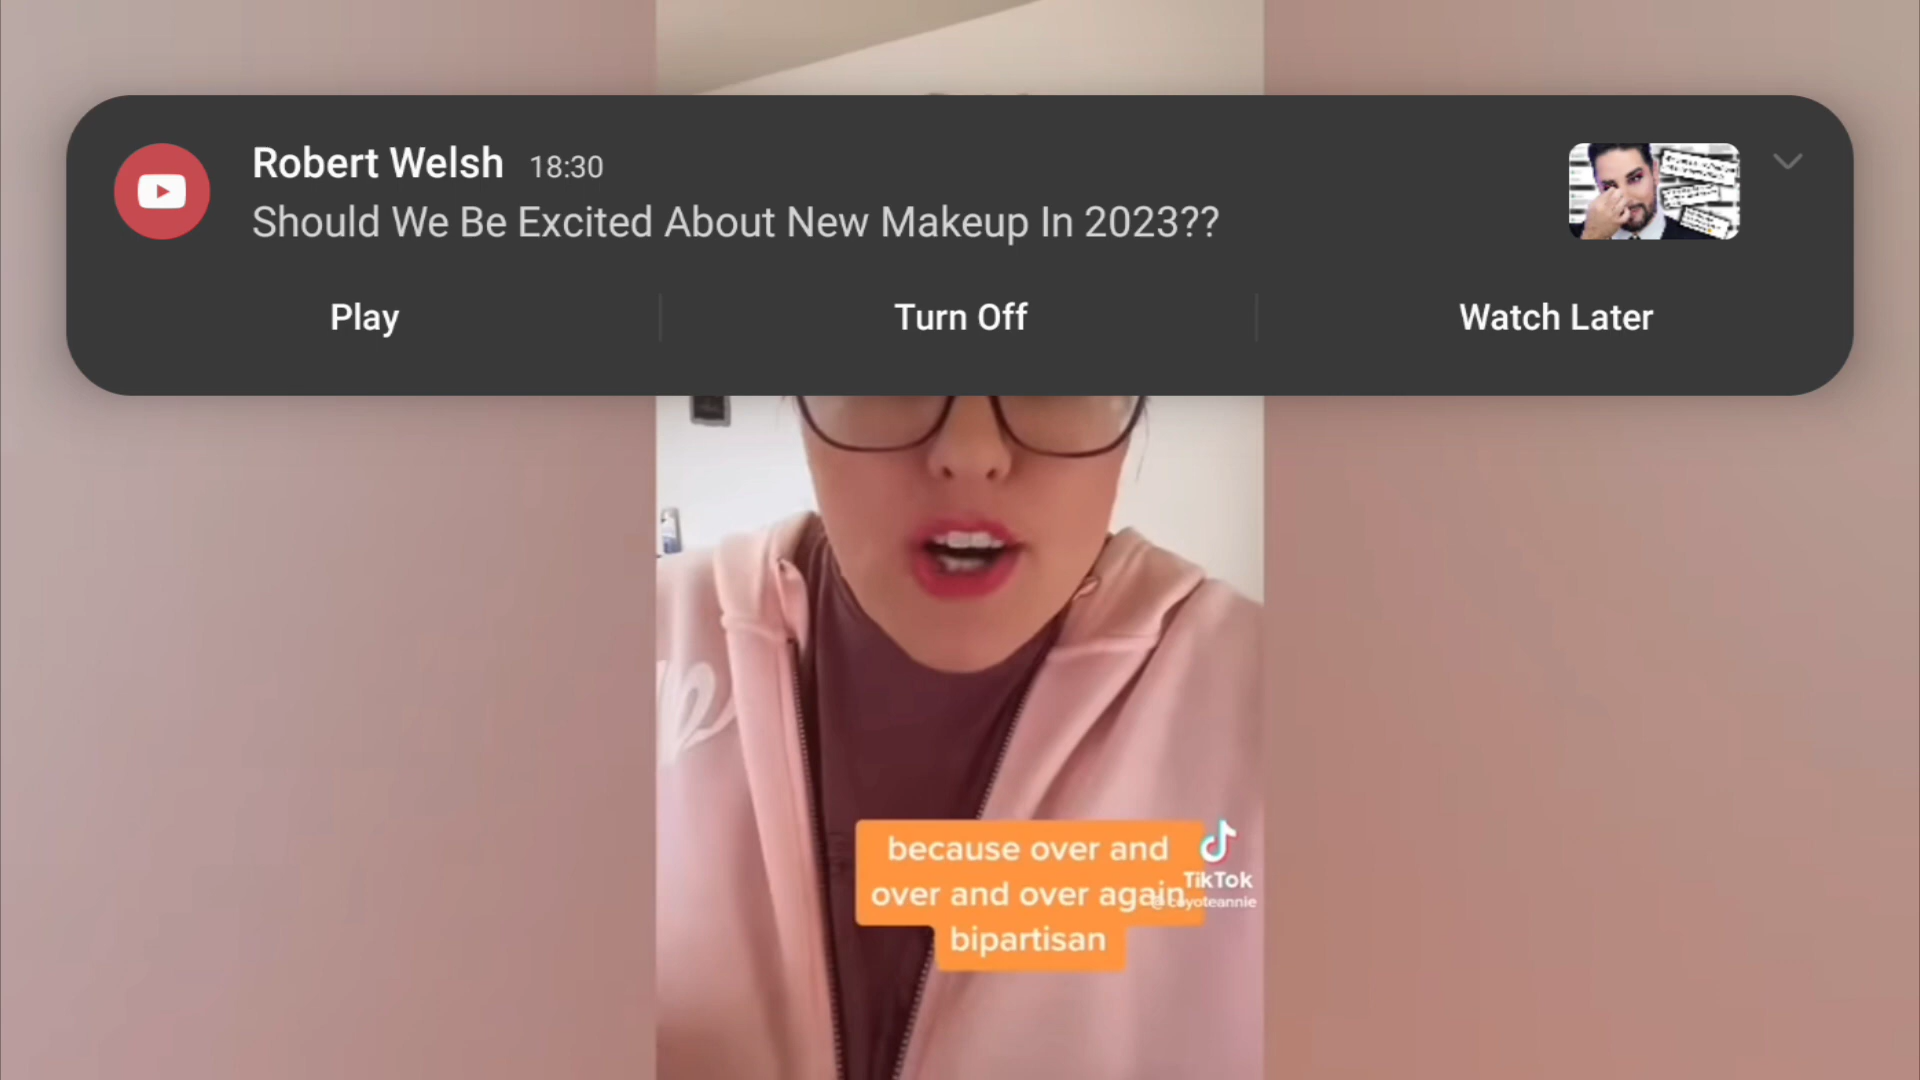 Robert Welsh 18:30
Should We Be Excited About New Makeup In 2023??
Play
Turn Off
Watch Later
because over and
over and over again
bipartisan
TikTok
@coyoteannie